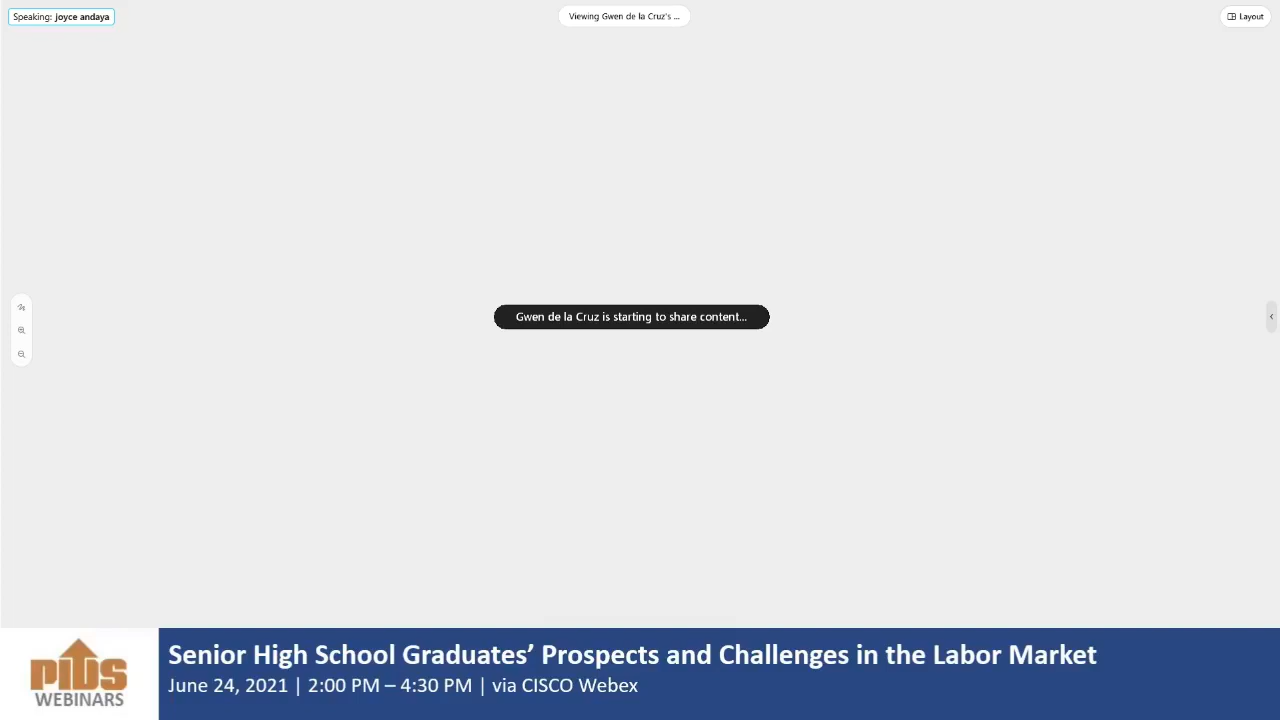 Speaking: joyce andaya
Viewing Gwen de la Cruz's ...
Layout
Gwen de la Cruz is starting to share content...
PIDS
WEBINARS
Senior High School Graduates’ Prospects and Challenges in the Labor Market
June 24, 2021 | 2:00 PM – 4:30 PM | via CISCO Webex